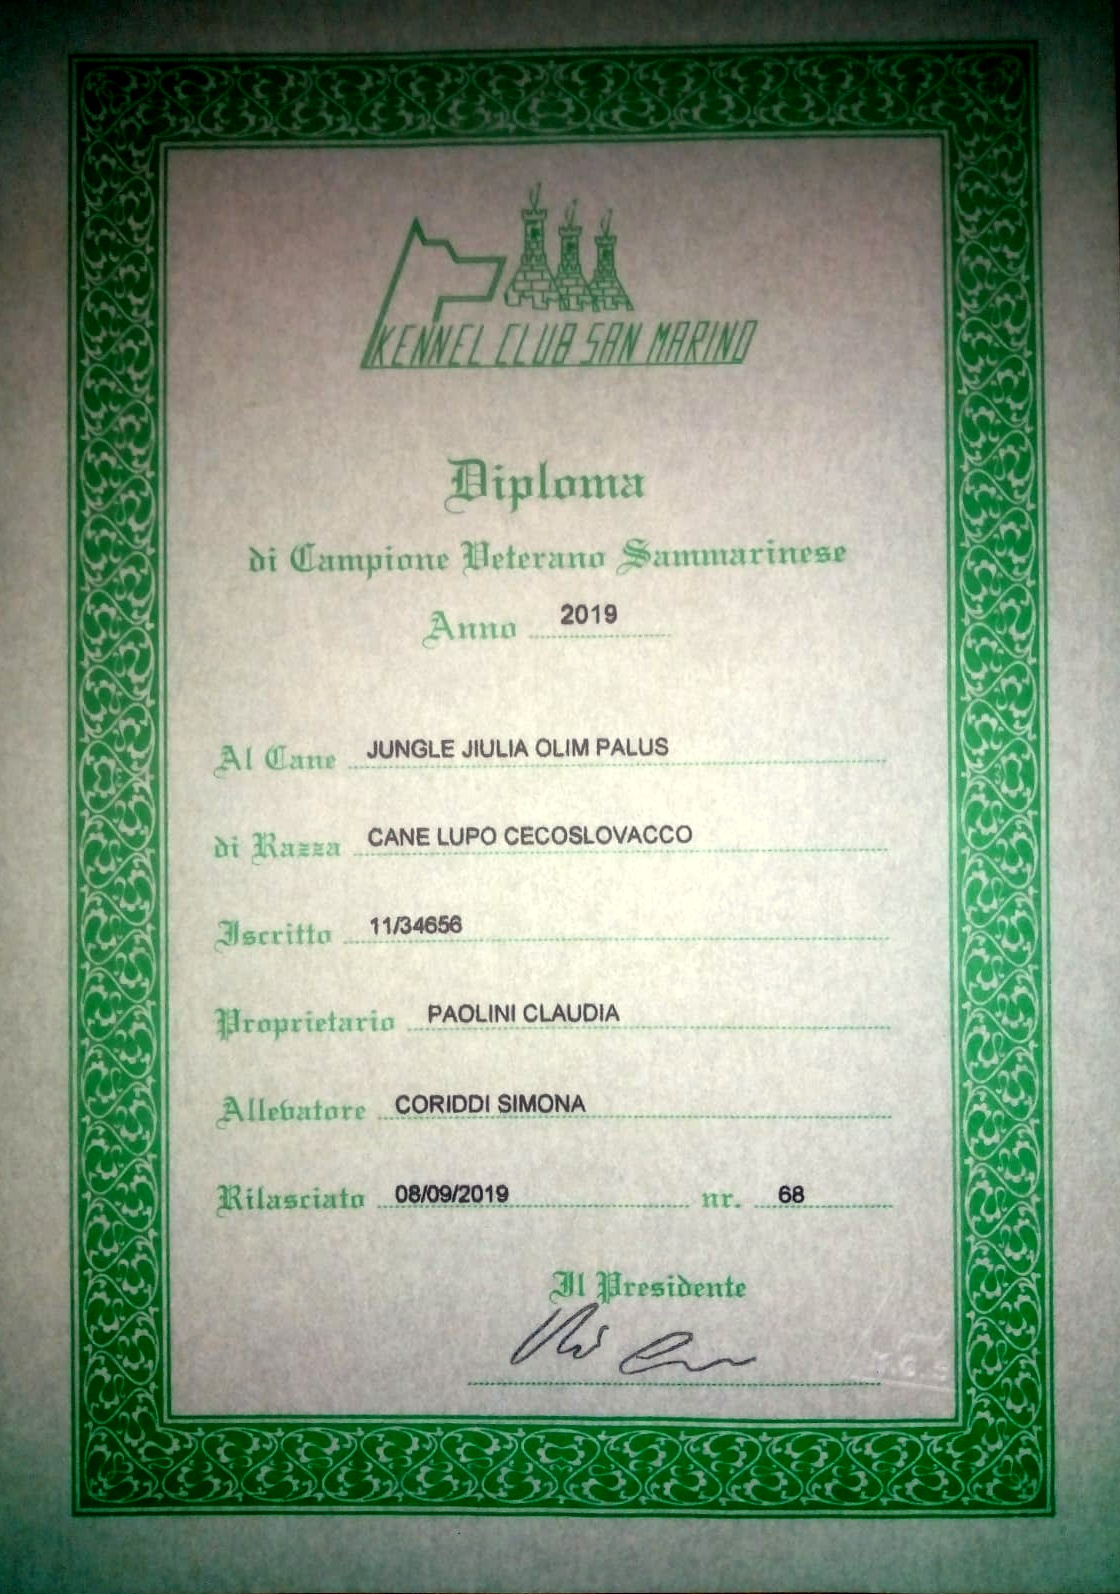 KENNEL CLUB SAN MARINO
Diploma
di Campione Veterano Sammarinese
Anno 2019
Al Cane JUNGLE JIULIA OLIM PALUS
di Razza CANE LUPO CECOSLOVACCO
Iscritto 11/34656
Proprietario PAOLINI CLAUDIA
Allevatore CORIDDI SIMONA
Rilasciato 08/09/2019 nr. 68
Il Presidente